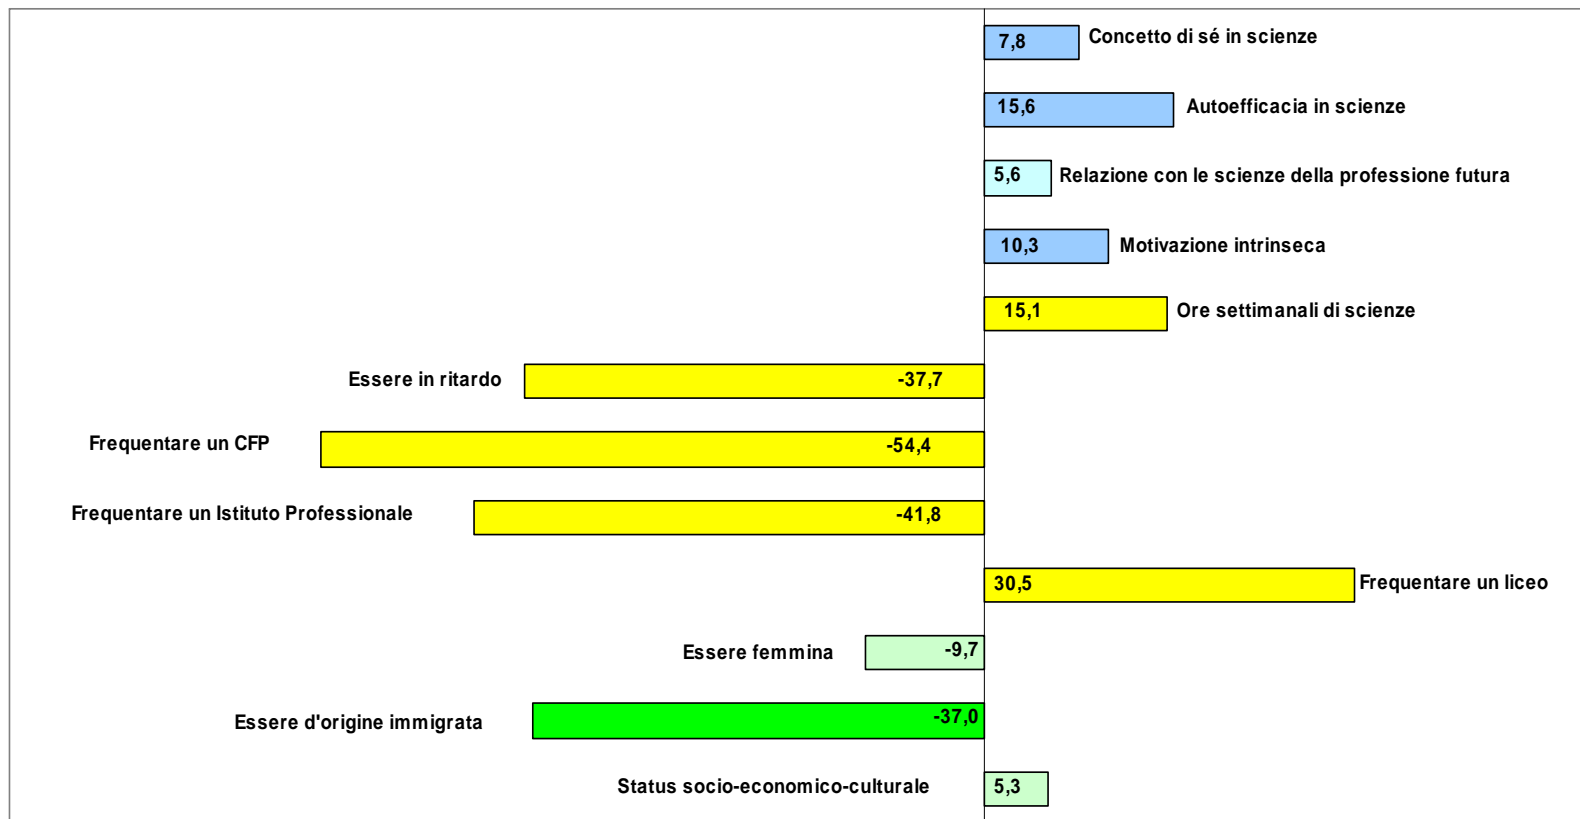 7,8 Concetto di sé in scienze
15,6 Autoefficacia in scienze
5,6 Relazione con le scienze della professione futura
10,3 Motivazione intrinseca
15,1 Ore settimanali di scienze
Essere in ritardo -37,7
Frequentare un CFP -54,4
Frequentare un Istituto Professionale -41,8
30,5 Frequentare un liceo
Essere femmina -9,7
Essere d'origine immigrata -37,0
Status socio-economico-culturale 5,3